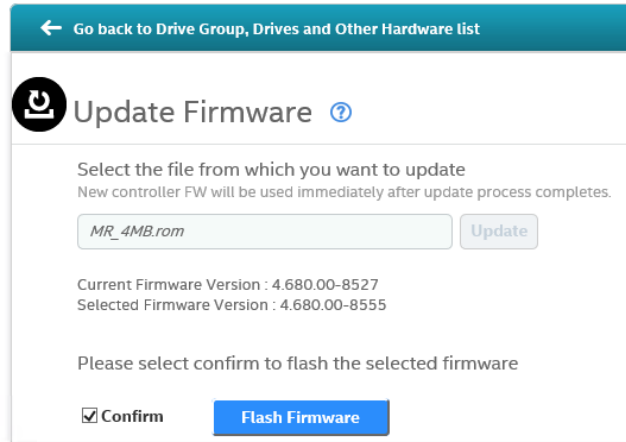 Go back to Drive Group, Drives and Other Hardware list
Update Firmware ?
Select the file from which you want to update
New controller FW will be used immediately after update process completes.
MR_4MB.rom Update
Current Firmware Version : 4.680.00-8527
Selected Firmware Version : 4.680.00-8555
Please select confirm to flash the selected firmware
Confirm Flash Firmware